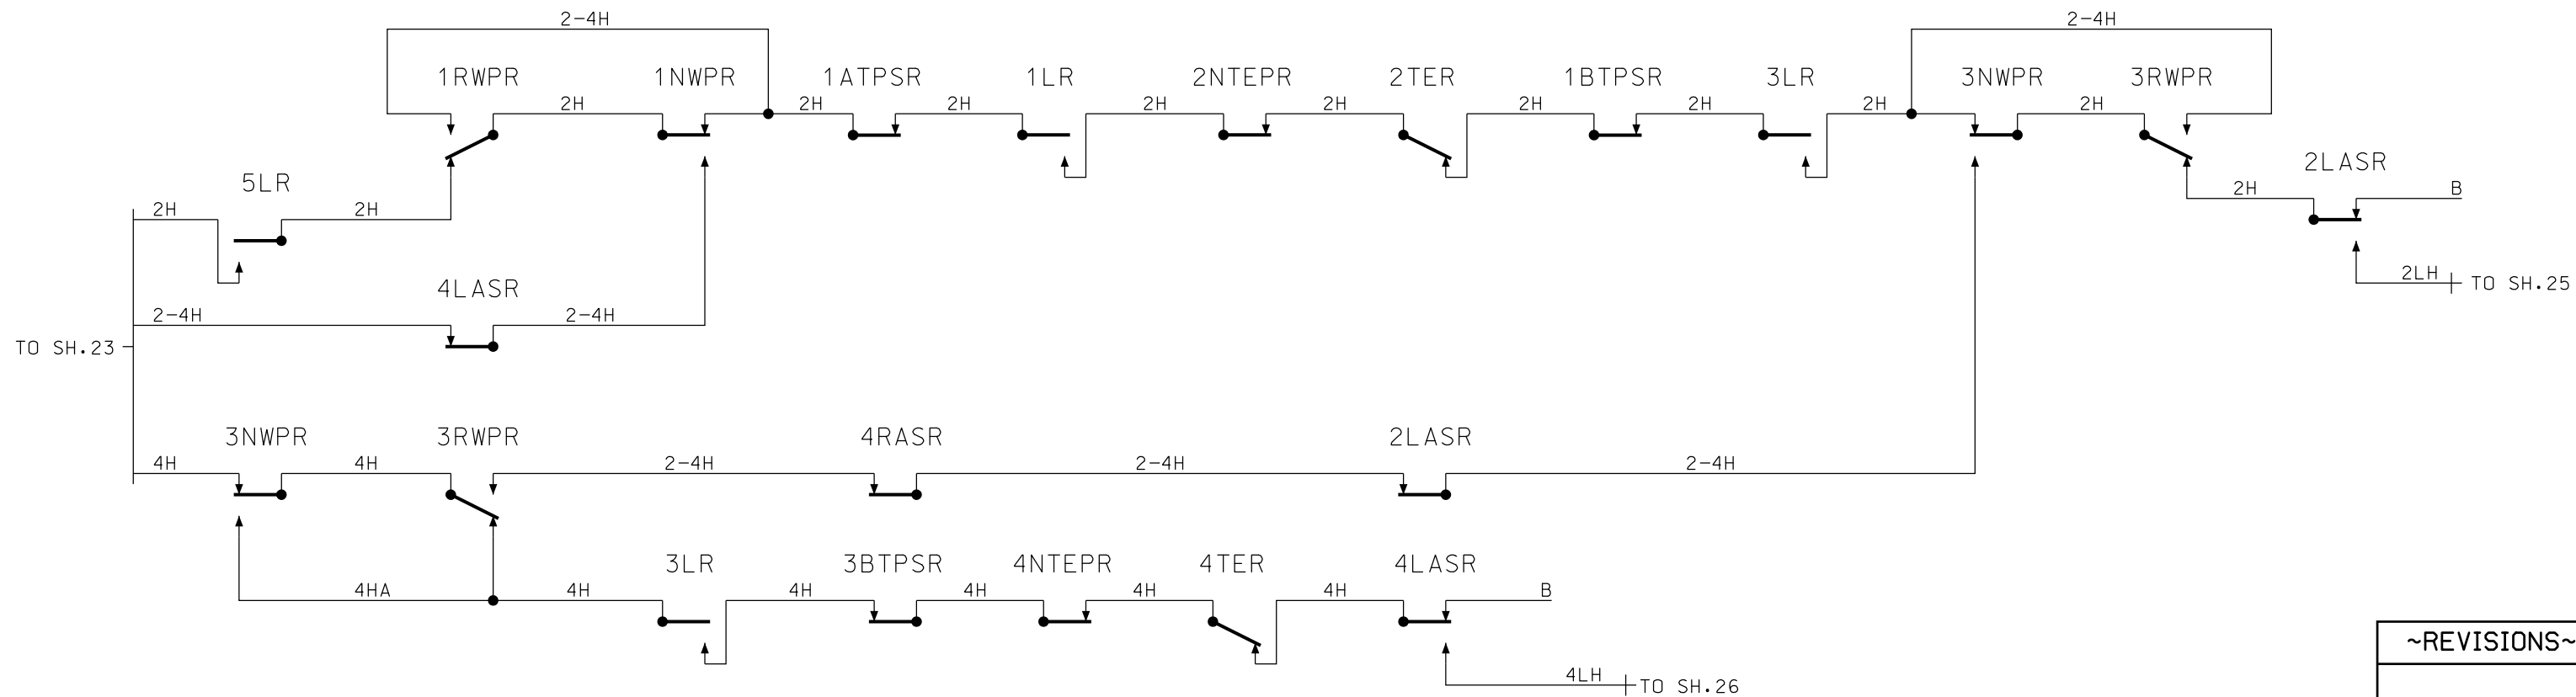 2-4H 2-4H
1RWPR 1NWPR 1ATPSR 1LR 2NTEPR 2TER 1BTPSR 3LR 3NWPR 3RWPR
2H 2H 2H 2H 2H 2H 2H 2H 2H
5LR 2LASR
2H 2H 2H B
4LASR 2LH TO SH.25
2-4H 2-4H
TO SH.23
3NWPR 3RWPR 4RASR 2LASR
4H 4H 2-4H 2-4H 2-4H
3LR 3BTPSR 4NTEPR 4TER 4LASR
4HA 4H 4H 4H 4H 4H B
~REVISIONS~
4LH TO SH.26